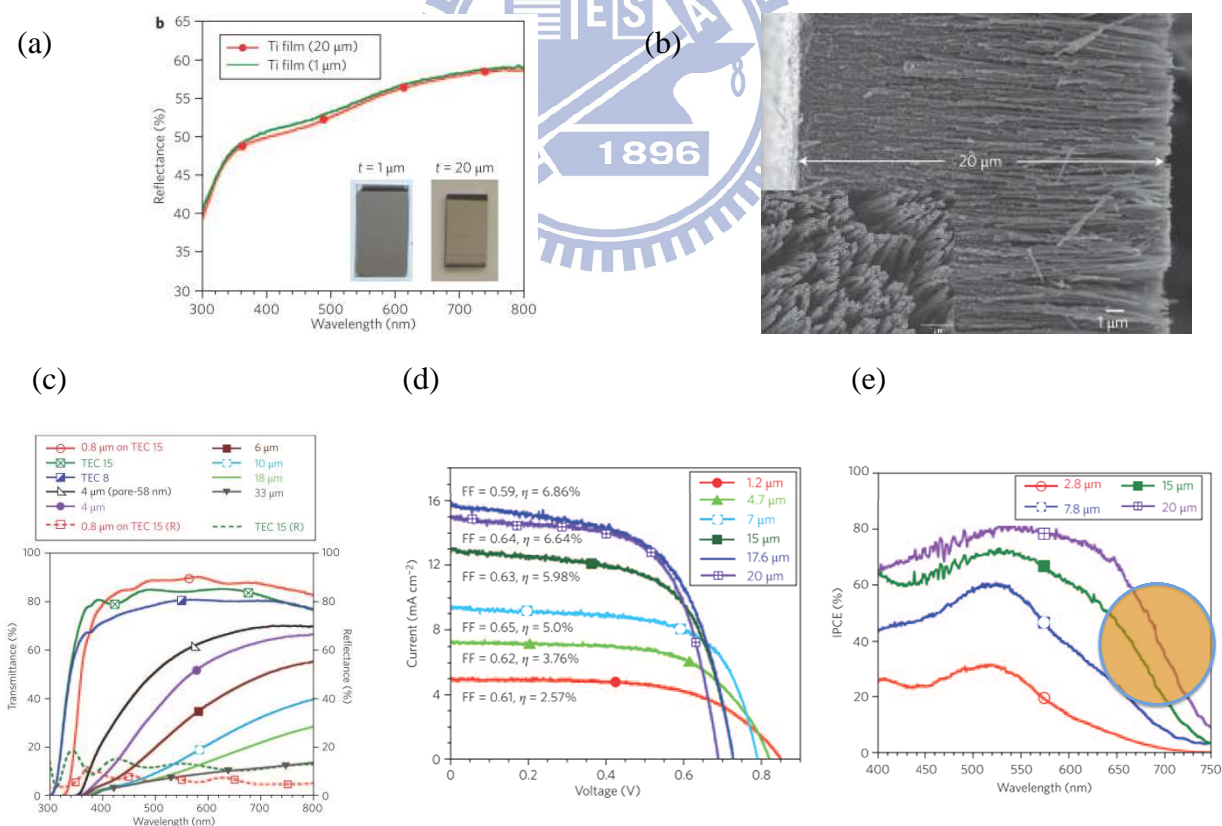 (a)
b
65
60
55
50
45
40
35
30
Reflectance (%)
Ti film (20 μm)
Ti film (1 μm)
t = 1 μm
t = 20 μm
300 400 500 600 700 800
Wavelength (nm)
ES A
1896
(b)
20 μm
1 μm
(c)
0.8 μm on TEC 15
TEC 15
TEC 8
4 μm (pore-58 nm)
4 μm
0.8 μm on TEC 15 (R)
6 μm
10 μm
18 μm
33 μm
TEC 15 (R)
100
80
60
40
20
0
Transmittance (%)
100
80
60
40
20
0
Reflectance (%)
300 400 500 600 700 800
Wavelength (nm)
(d)
16
12
8
4
0
Current (mA cm⁻²)
FF = 0.59, η = 6.86%
FF = 0.64, η = 6.64%
FF = 0.63, η = 5.98%
FF = 0.65, η = 5.0%
FF = 0.62, η = 3.76%
FF = 0.61, η = 2.57%
1.2 μm
4.7 μm
7 μm
15 μm
17.6 μm
20 μm
0 0.2 0.4 0.6 0.8
Voltage (V)
(e)
100
80
60
40
20
0
IPCE (%)
2.8 μm
7.8 μm
15 μm
20 μm
400 450 500 550 600 650 700 750
Wavelength (nm)